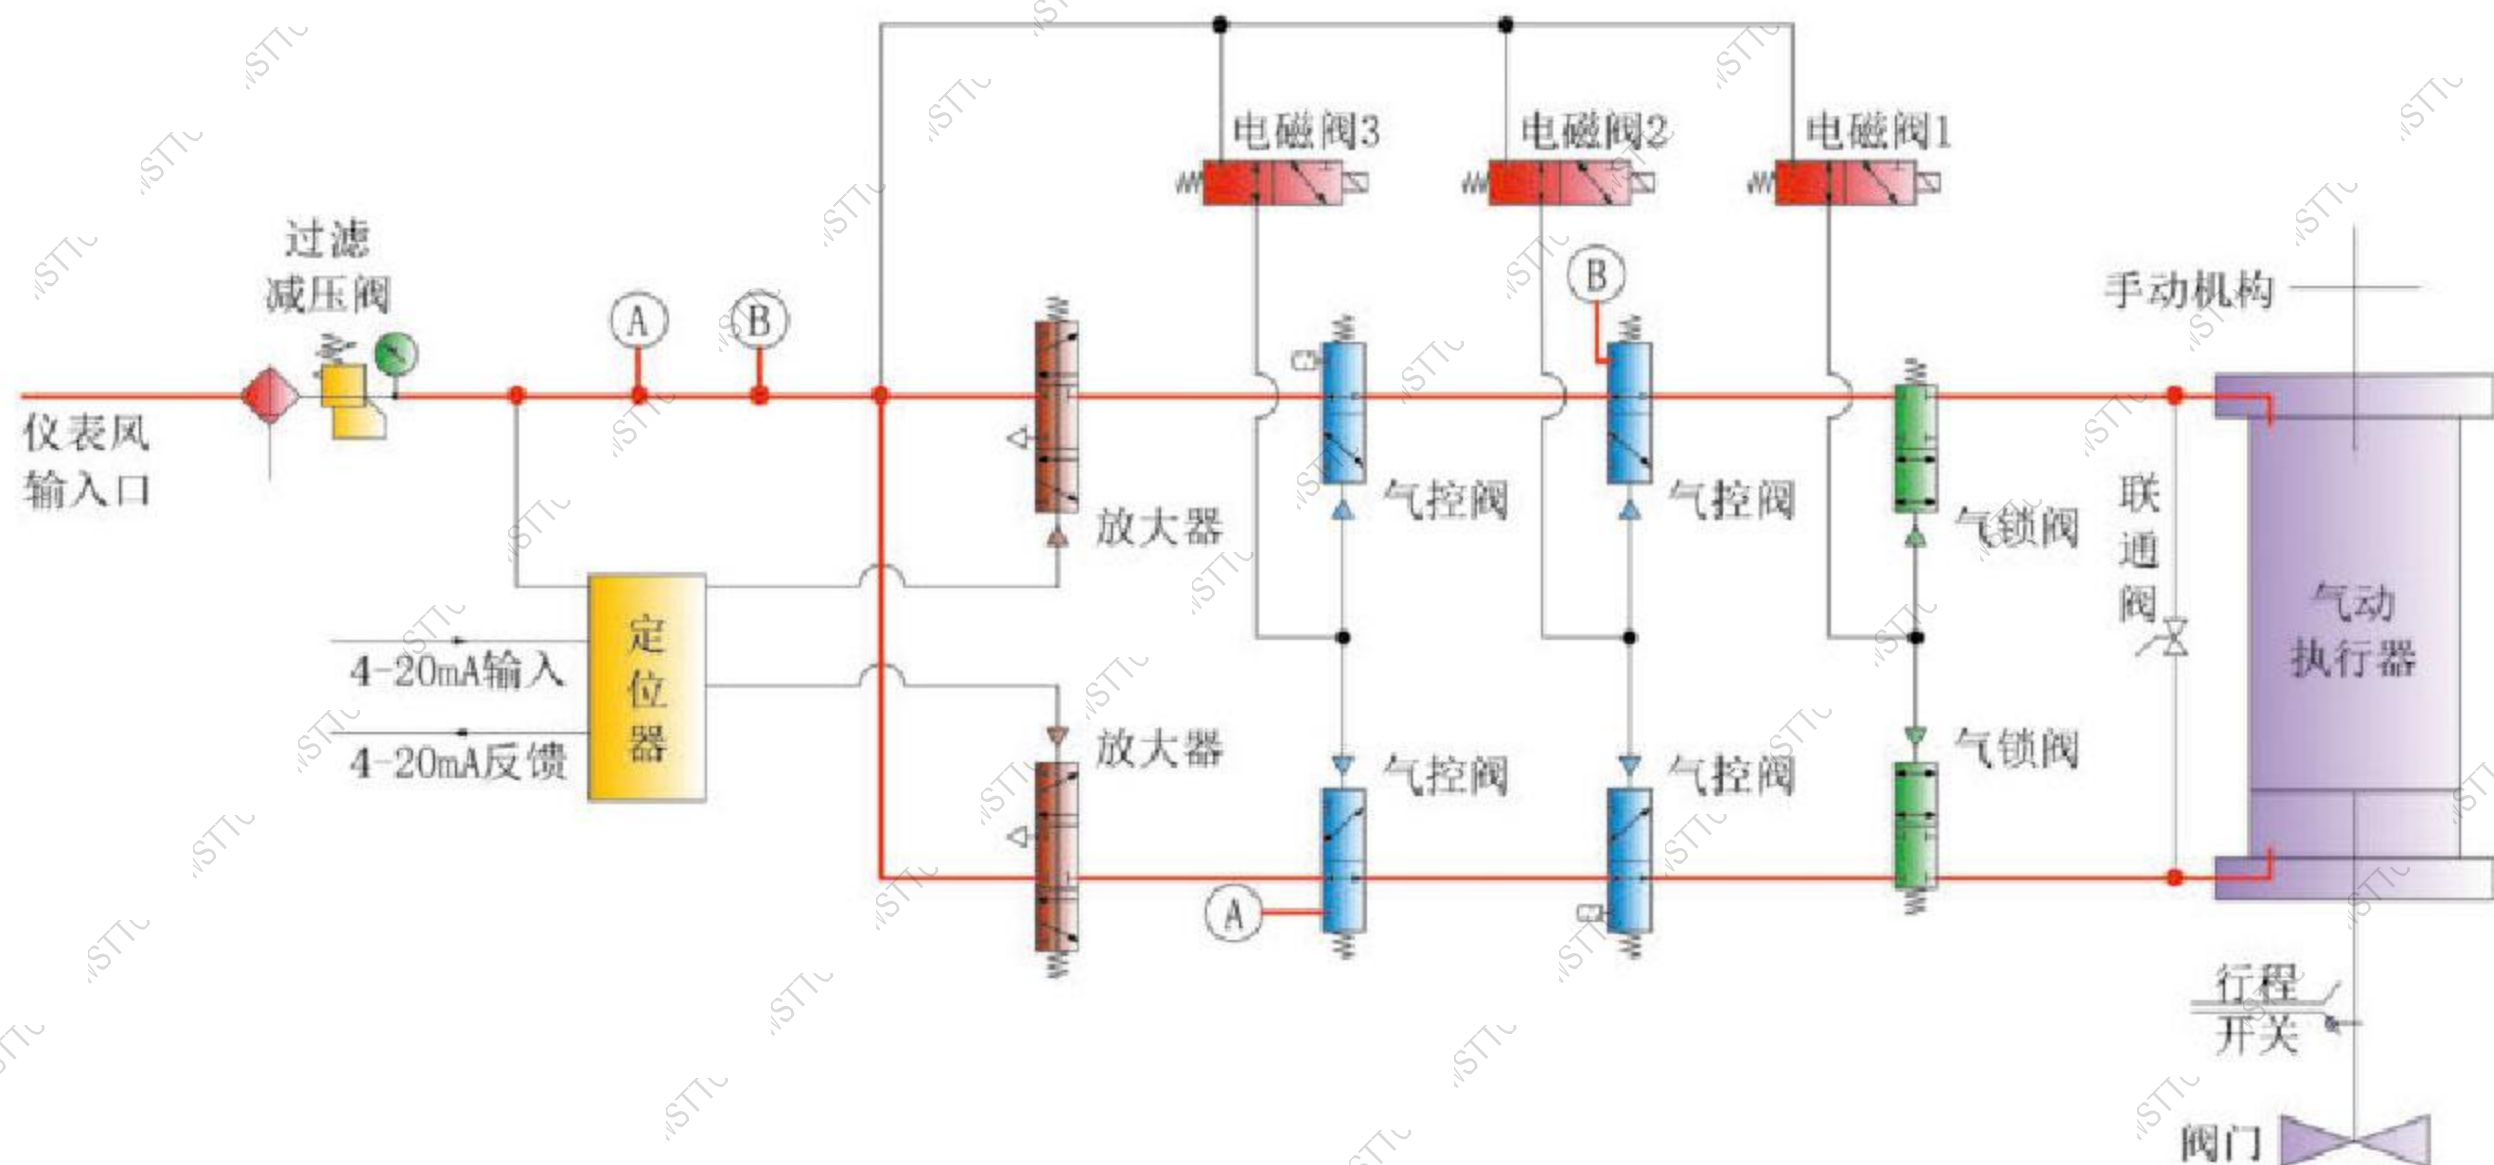 电磁阀3
电磁阀2
电磁阀1
过滤
减压阀
A
B
B
手动机构
仪表风
输入口
放大器
气控阀
气控阀
气锁阀
联
通
阀
气动
执行器
定
位
器
4-20mA输入
4-20mA反馈
放大器
气控阀
气控阀
气锁阀
A
行程
开关
阀门